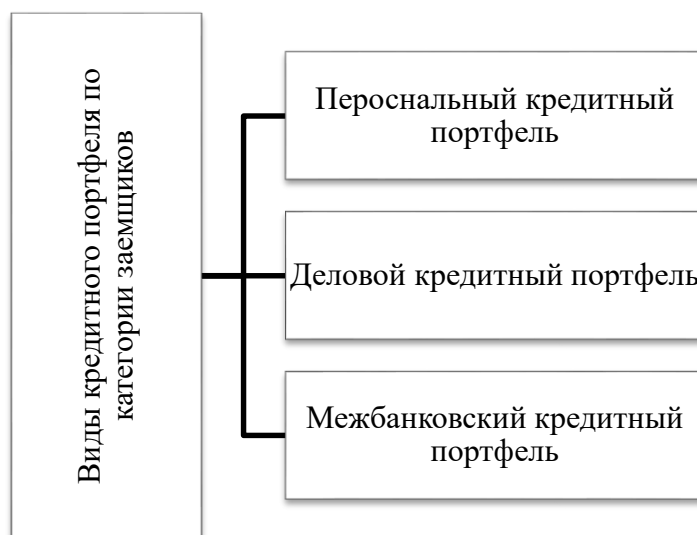 Виды кредитного портфеля по
категории заемщиков
Пероснальный кредитный
портфель
Деловой кредитный портфель
Межбанковский кредитный
портфель